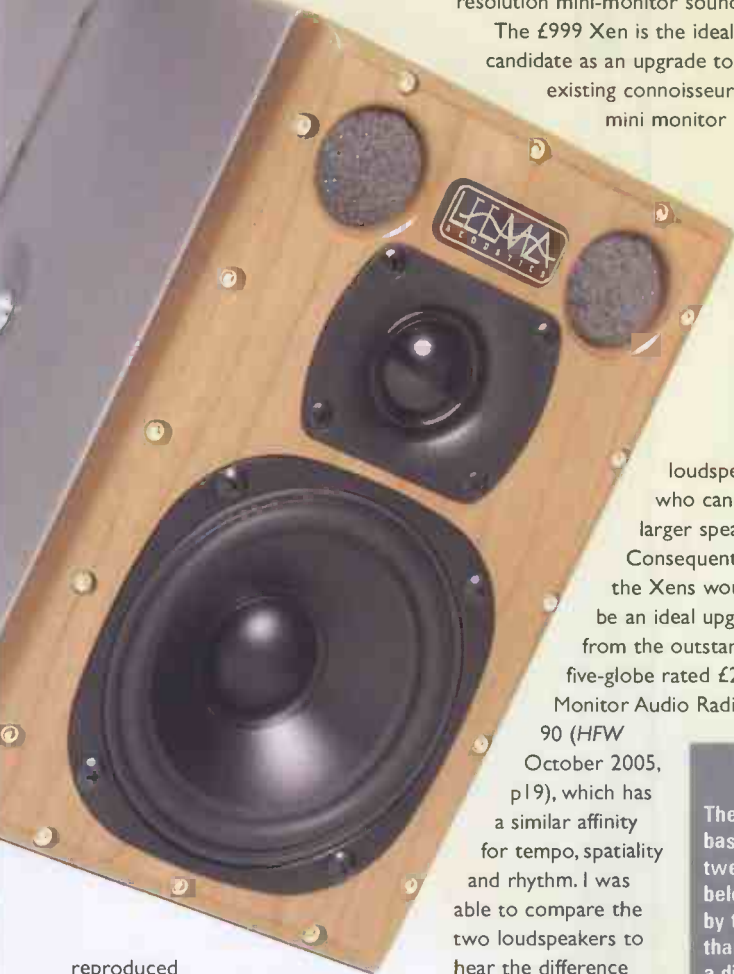 resolution mini-monitor sound
The £999 Xen is the ideal
candidate as an upgrade to
existing connoisseur
mini monitor
LEEDMA
ACOUSTICS
loudspe
who can
larger spea
Consequent
the Xens wou
be an ideal upg
from the outstan
five-globe rated £2
Monitor Audio Radi
90 (HFW
October 2005,
p19), which has
a similar affinity
for tempo, spatiality
and rhythm. I was
able to compare the
two loudspeakers to
hear the difference
reproduced
The
bas
twe
belo
by t
tha
a di